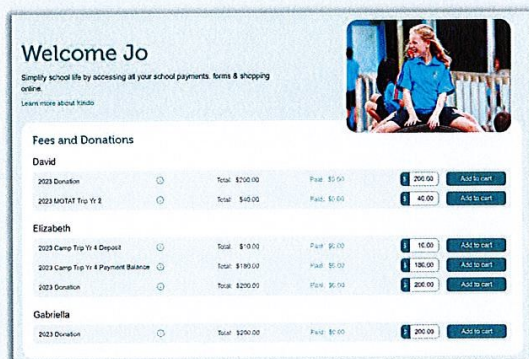 Welcome Jo
Simplify school life by accessing all your school payments, forms & shopping
online.
Learn more about Kindo
Fees and Donations
David
2023 Donation Total: $200.00 Paid: $0.00 $ 200.00 Add to cart
2023 MOTAT Trip Yr 3 Total: $40.00 Paid: $0.00 $ 40.00 Add to cart
Elizabeth
2023 Camp Trip Yr 4 Deposit Total: $10.00 Paid: $0.00 $ 10.00 Add to cart
2023 Camp Trip Yr 4 Payment Balance Total: $180.00 Paid: $0.00 $ 180.00 Add to cart
2023 Donation Total: $200.00 Paid: $0.00 $ 200.00 Add to cart
Gabriella
2023 Donation Total: $200.00 Paid: $0.00 $ 200.00 Add to cart